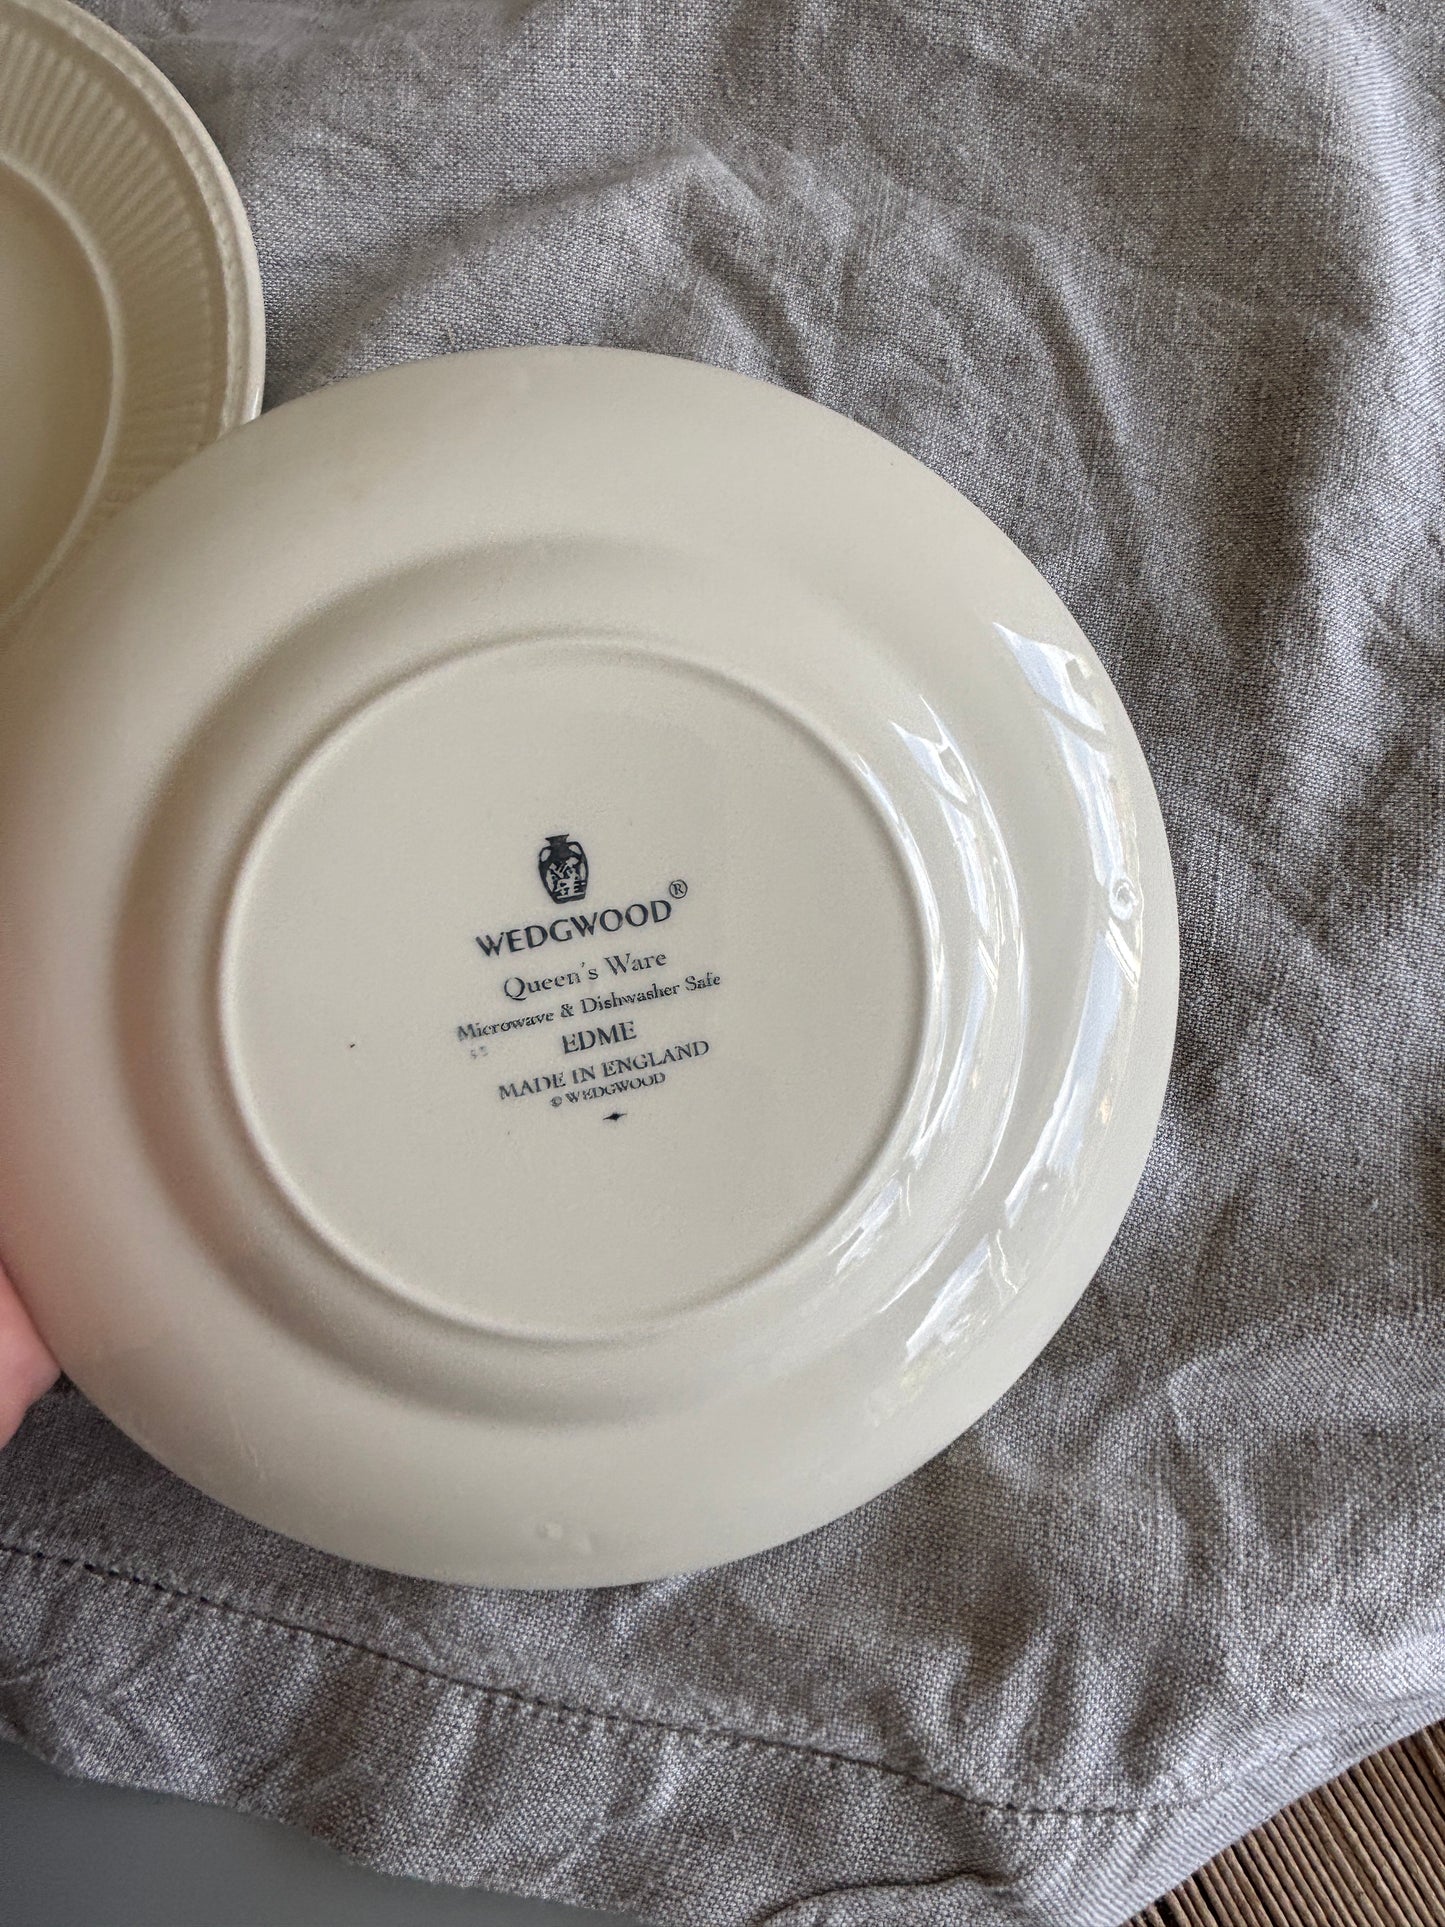 WEDGWOOD®
Queen's Ware
Microwave & Dishwasher Safe
EDME
MADE IN ENGLAND
© WEDGWOOD